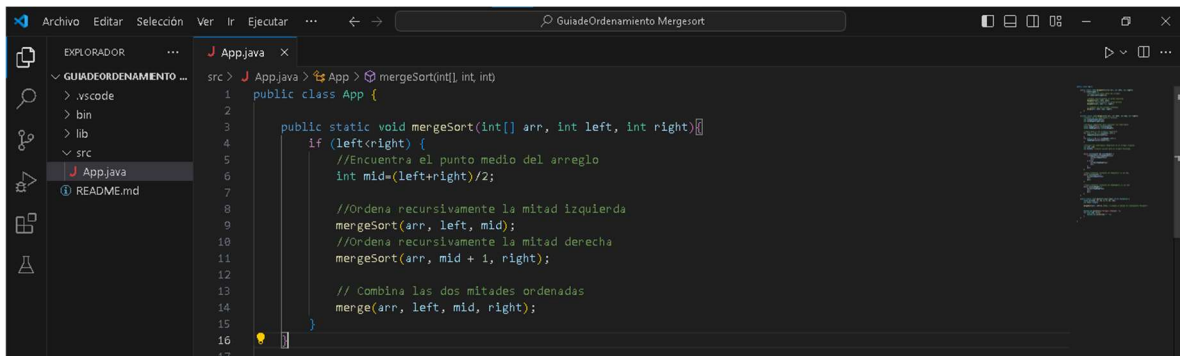 Archivo Editar Selección Ver Ir Ejecutar ··· GuiadeOrdenamiento Mergesort
EXPLORADOR ···
GUIADEORDENAMIENTO ...
.vscode
bin
lib
src
J App.java
README.md
J App.java ×
src > J App.java > App > mergeSort(int[], int, int)
1 public class App {
2
3 public static void mergeSort(int[] arr, int left, int right){
4 if (left<right) {
5 //Encuentra el punto medio del arreglo
6 int mid=(left+right)/2;
7
8 //Ordena recursivamente la mitad izquierda
9 mergeSort(arr, left, mid);
10 //Ordena recursivamente la mitad derecha
11 mergeSort(arr, mid + 1, right);
12
13 // Combina las dos mitades ordenadas
14 merge(arr, left, mid, right);
15 }
16 }
17